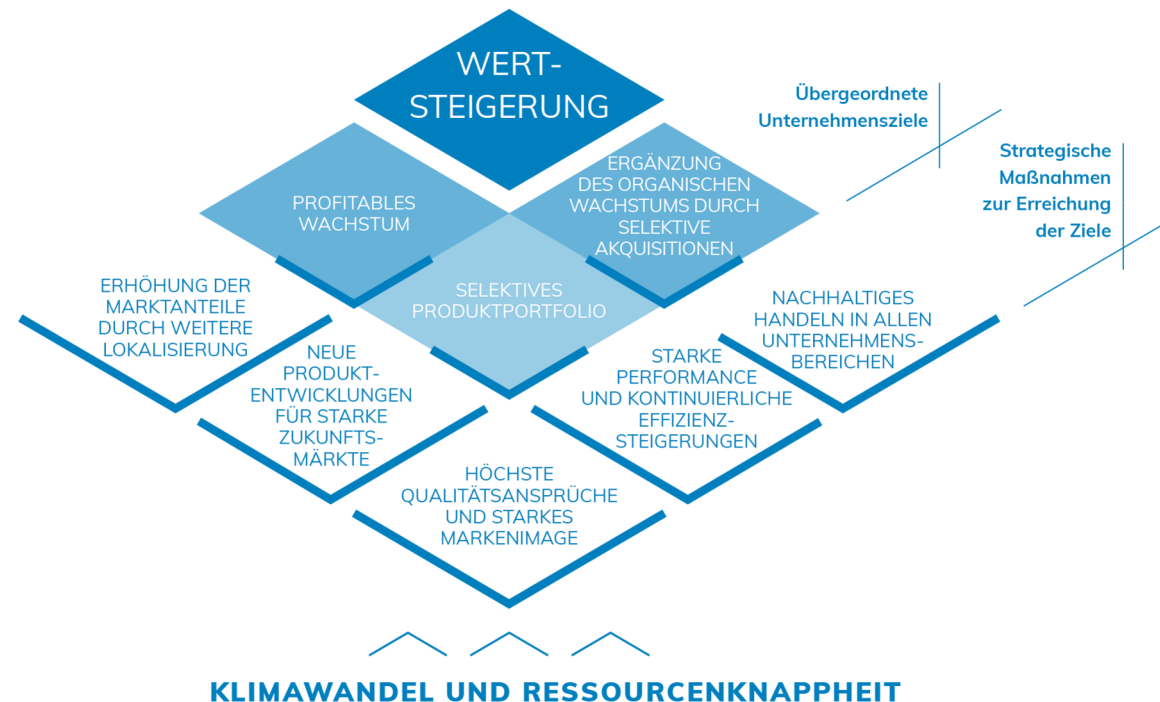 WERT-
STEIGERUNG
Übergeordnete
Unternehmensziele
Strategische
Maßnahmen
zur Erreichung
der Ziele
PROFITABLES
WACHSTUM
ERGÄNZUNG
DES ORGANISCHEN
WACHSTUMS DURCH
SELEKTIVE
AKQUISITIONEN
SELEKTIVES
PRODUKTPORTFOLIO
ERHÖHUNG DER
MARKTANTEILE
DURCH WEITERE
LOKALISIERUNG
NEUE
PRODUKT-
ENTWICKLUNGEN
FÜR STARKE
ZUKUNFTS-
MÄRKTE
HÖCHSTE
QUALITÄTSANSPRÜCHE
UND STARKES
MARKENIMAGE
STARKE
PERFORMANCE
UND KONTINUIERLICHE
EFFIZIENZ-
STEIGERUNGEN
NACHHALTIGES
HANDELN IN ALLEN
UNTERNEHMENS-
BEREICHEN
KLIMAWANDEL UND RESSOURCENKNAPPHEIT